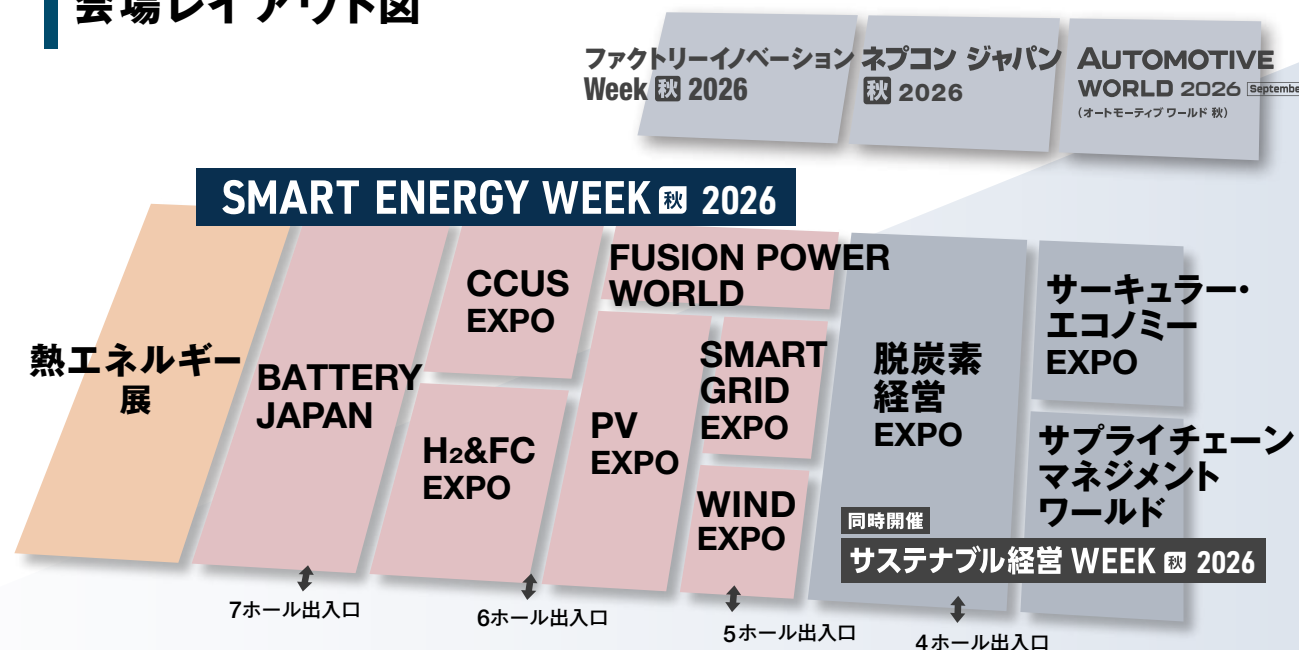 会場レイアウト図
ファクトリーイノベーション
Week 秋 2026
ネプコン ジャパン
秋 2026
AUTOMOTIVE
WORLD 2026 Septembe
(オートモーティブ ワールド 秋)
SMART ENERGY WEEK 秋 2026
熱エネルギー
展
BATTERY
JAPAN
CCUS
EXPO
H2&FC
EXPO
FUSION POWER
WORLD
PV
EXPO
SMART
GRID
EXPO
WIND
EXPO
脱炭素
経営
EXPO
サーキュラー・
エコノミー
EXPO
サプライチェーン
マネジメント
ワールド
同時開催
サステナブル経営 WEEK 秋 2026
7ホール出入口
6ホール出入口
5ホール出入口
4ホール出入口